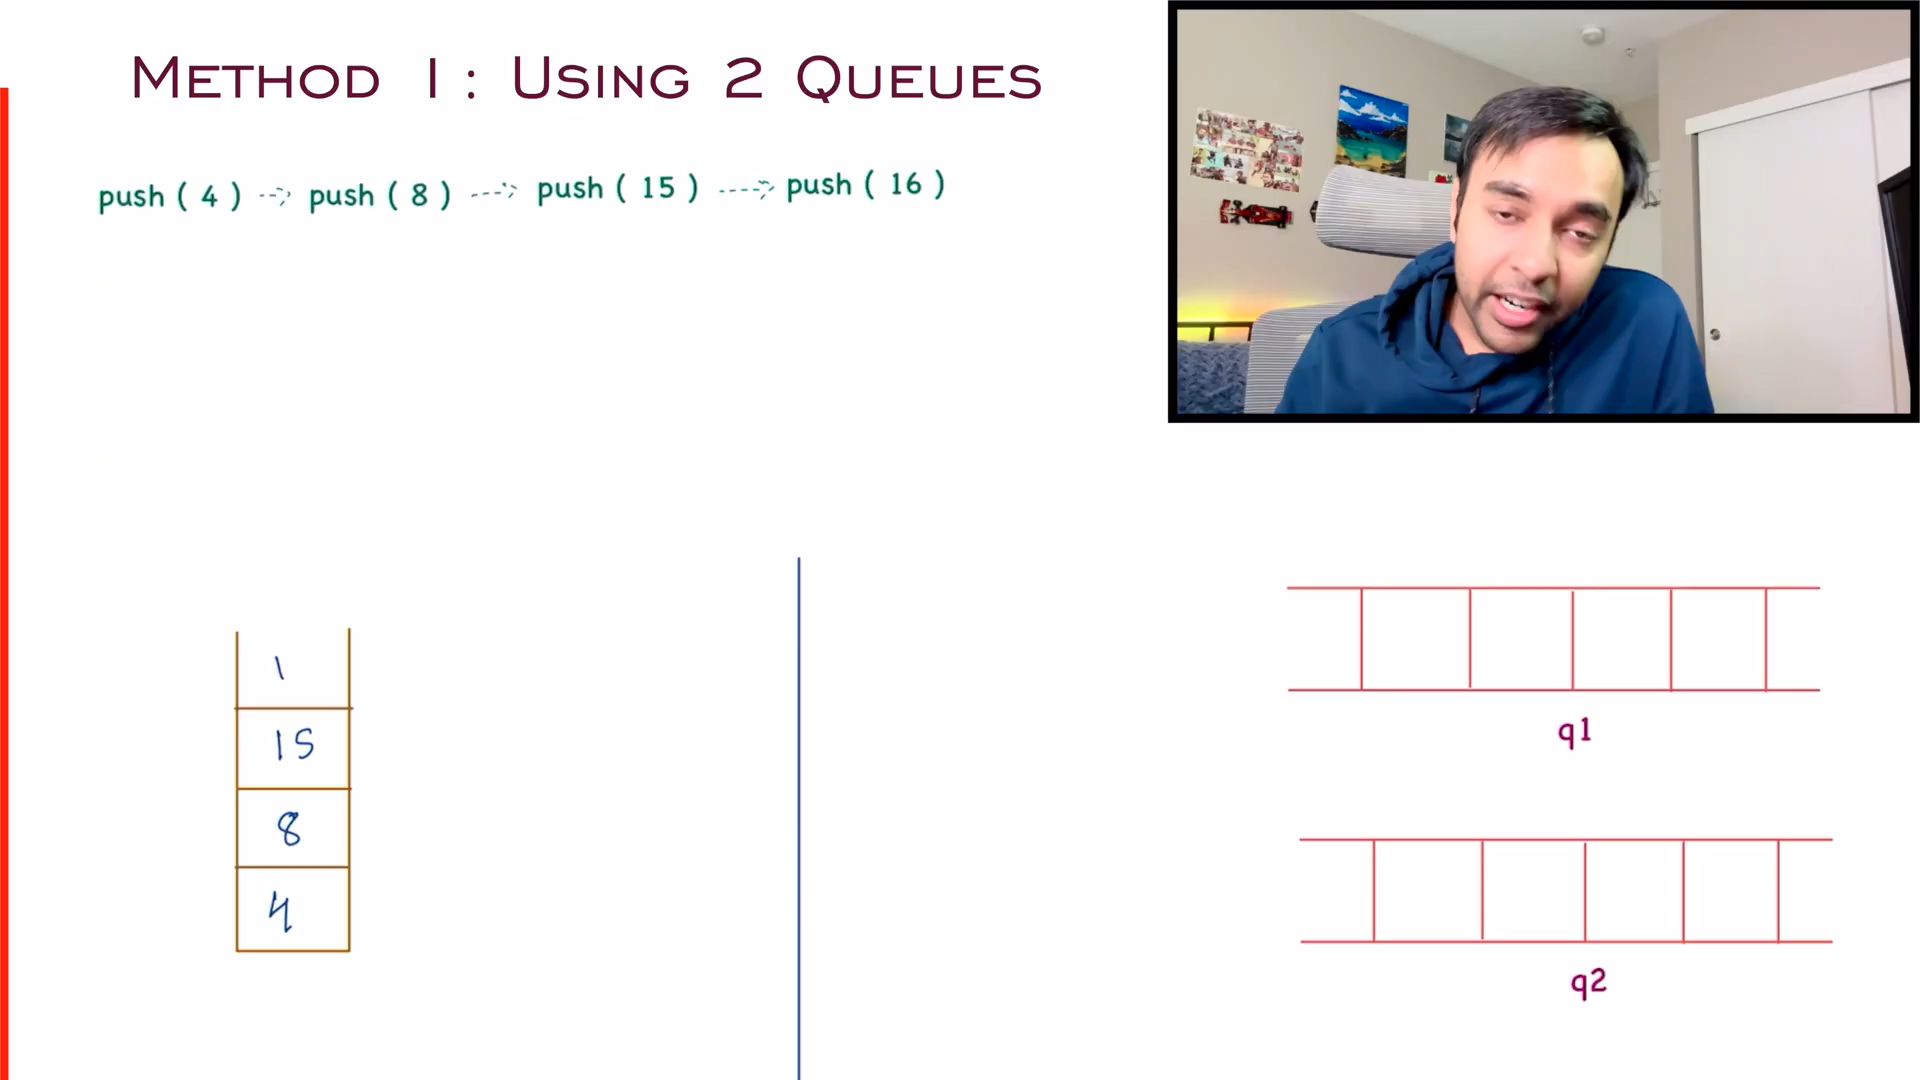 METHOD 1 : USING 2 QUEUES
push ( 4 ) ---> push ( 8 ) ---> push ( 15 ) ----> push ( 16 )
1
15
8
4
q1
q2